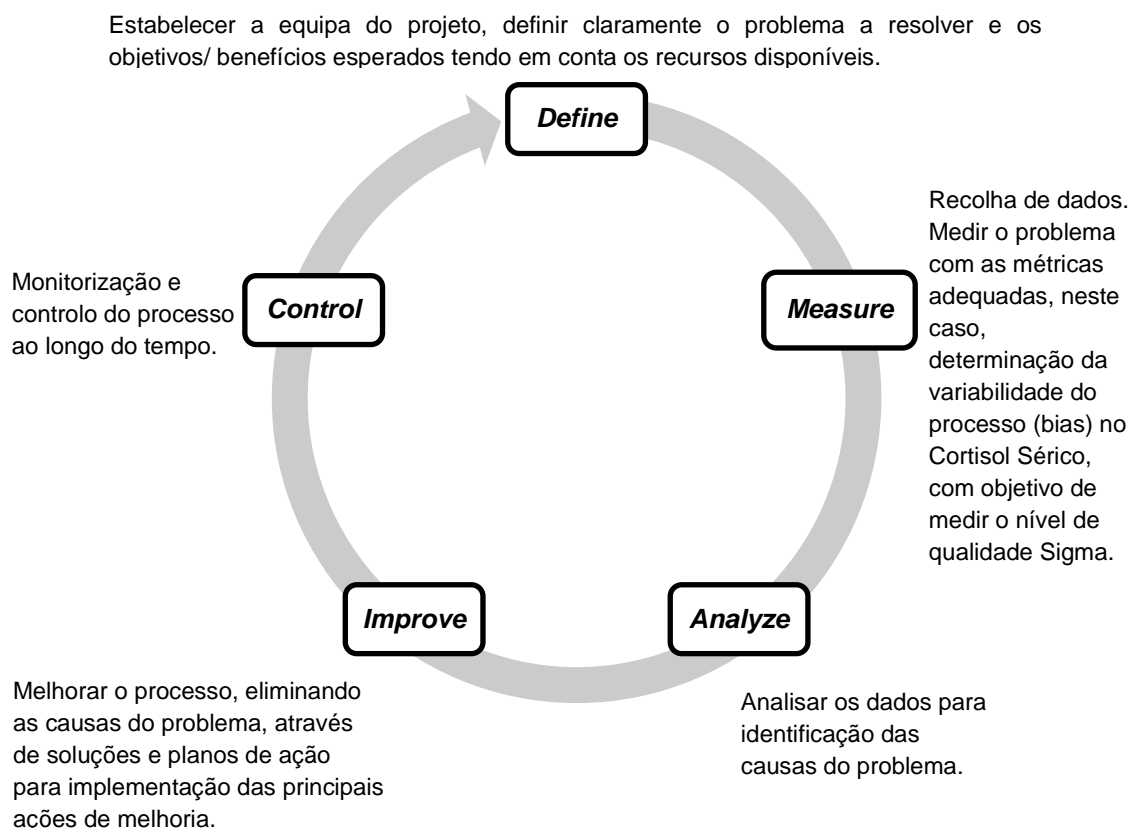 Estabelecer a equipa do projeto, definir claramente o problema a resolver e os
objetivos/ benefícios esperados tendo em conta os recursos disponíveis.
Define
Recolha de dados.
Medir o problema
com as métricas
adequadas, neste
caso,
determinação da
variabilidade do
processo (bias) no
Cortisol Sérico,
com objetivo de
medir o nível de
qualidade Sigma.
Measure
Analyze
Analisar os dados para
identificação das
causas do problema.
Improve
Melhorar o processo, eliminando
as causas do problema, através
de soluções e planos de ação
para implementação das principais
ações de melhoria.
Control
Monitorização e
controlo do processo
ao longo do tempo.